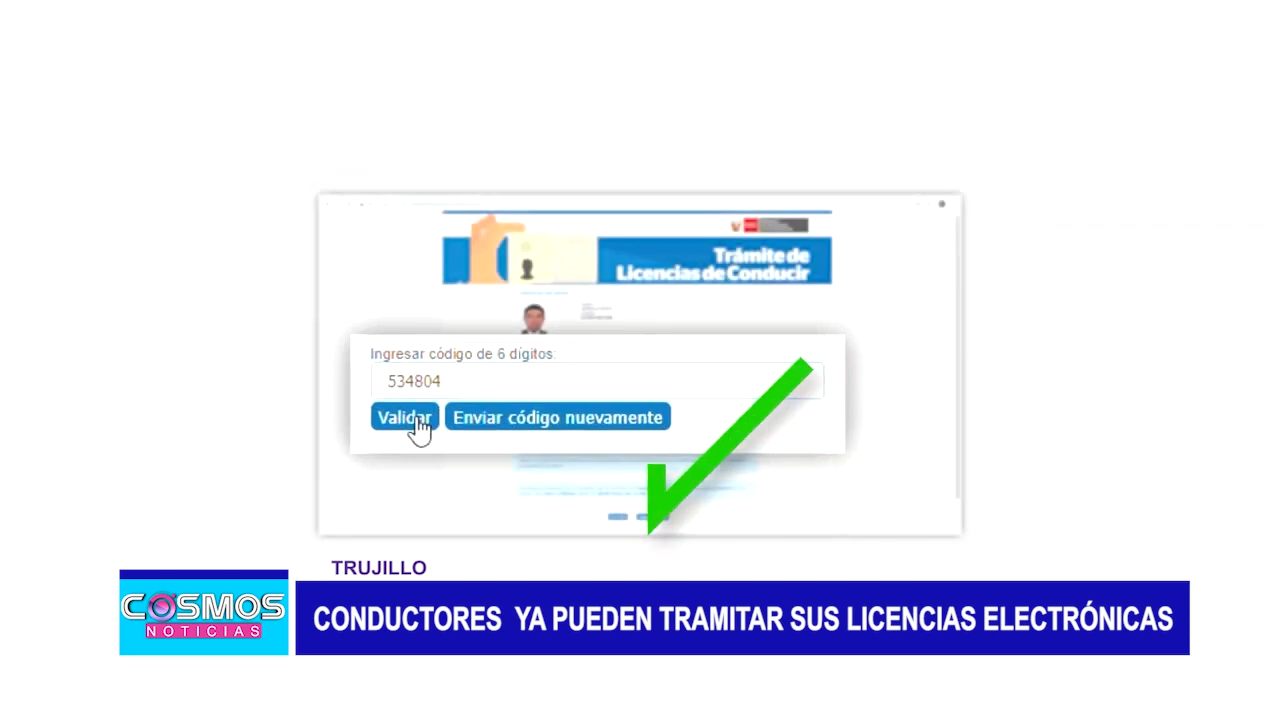 Trámite de
Licencias de Conducir
Ingresar código de 6 dígitos:
534804
Validar
Enviar código nuevamente
TRUJILLO
COSMOS
NOTICIAS
CONDUCTORES YA PUEDEN TRAMITAR SUS LICENCIAS ELECTRÓNICAS